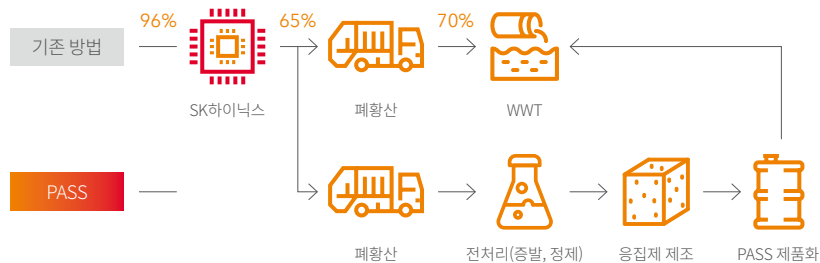 96%
65%
70%
기존 방법
SK하이닉스
폐황산
WWT
PASS
폐황산
전처리(증발, 정제)
응집제 제조
PASS 제품화